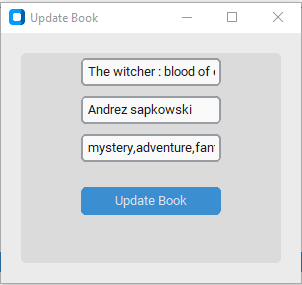 Update Book
The witcher : blood of
Andrez sapkowski
mystery,adventure,fan
Update Book